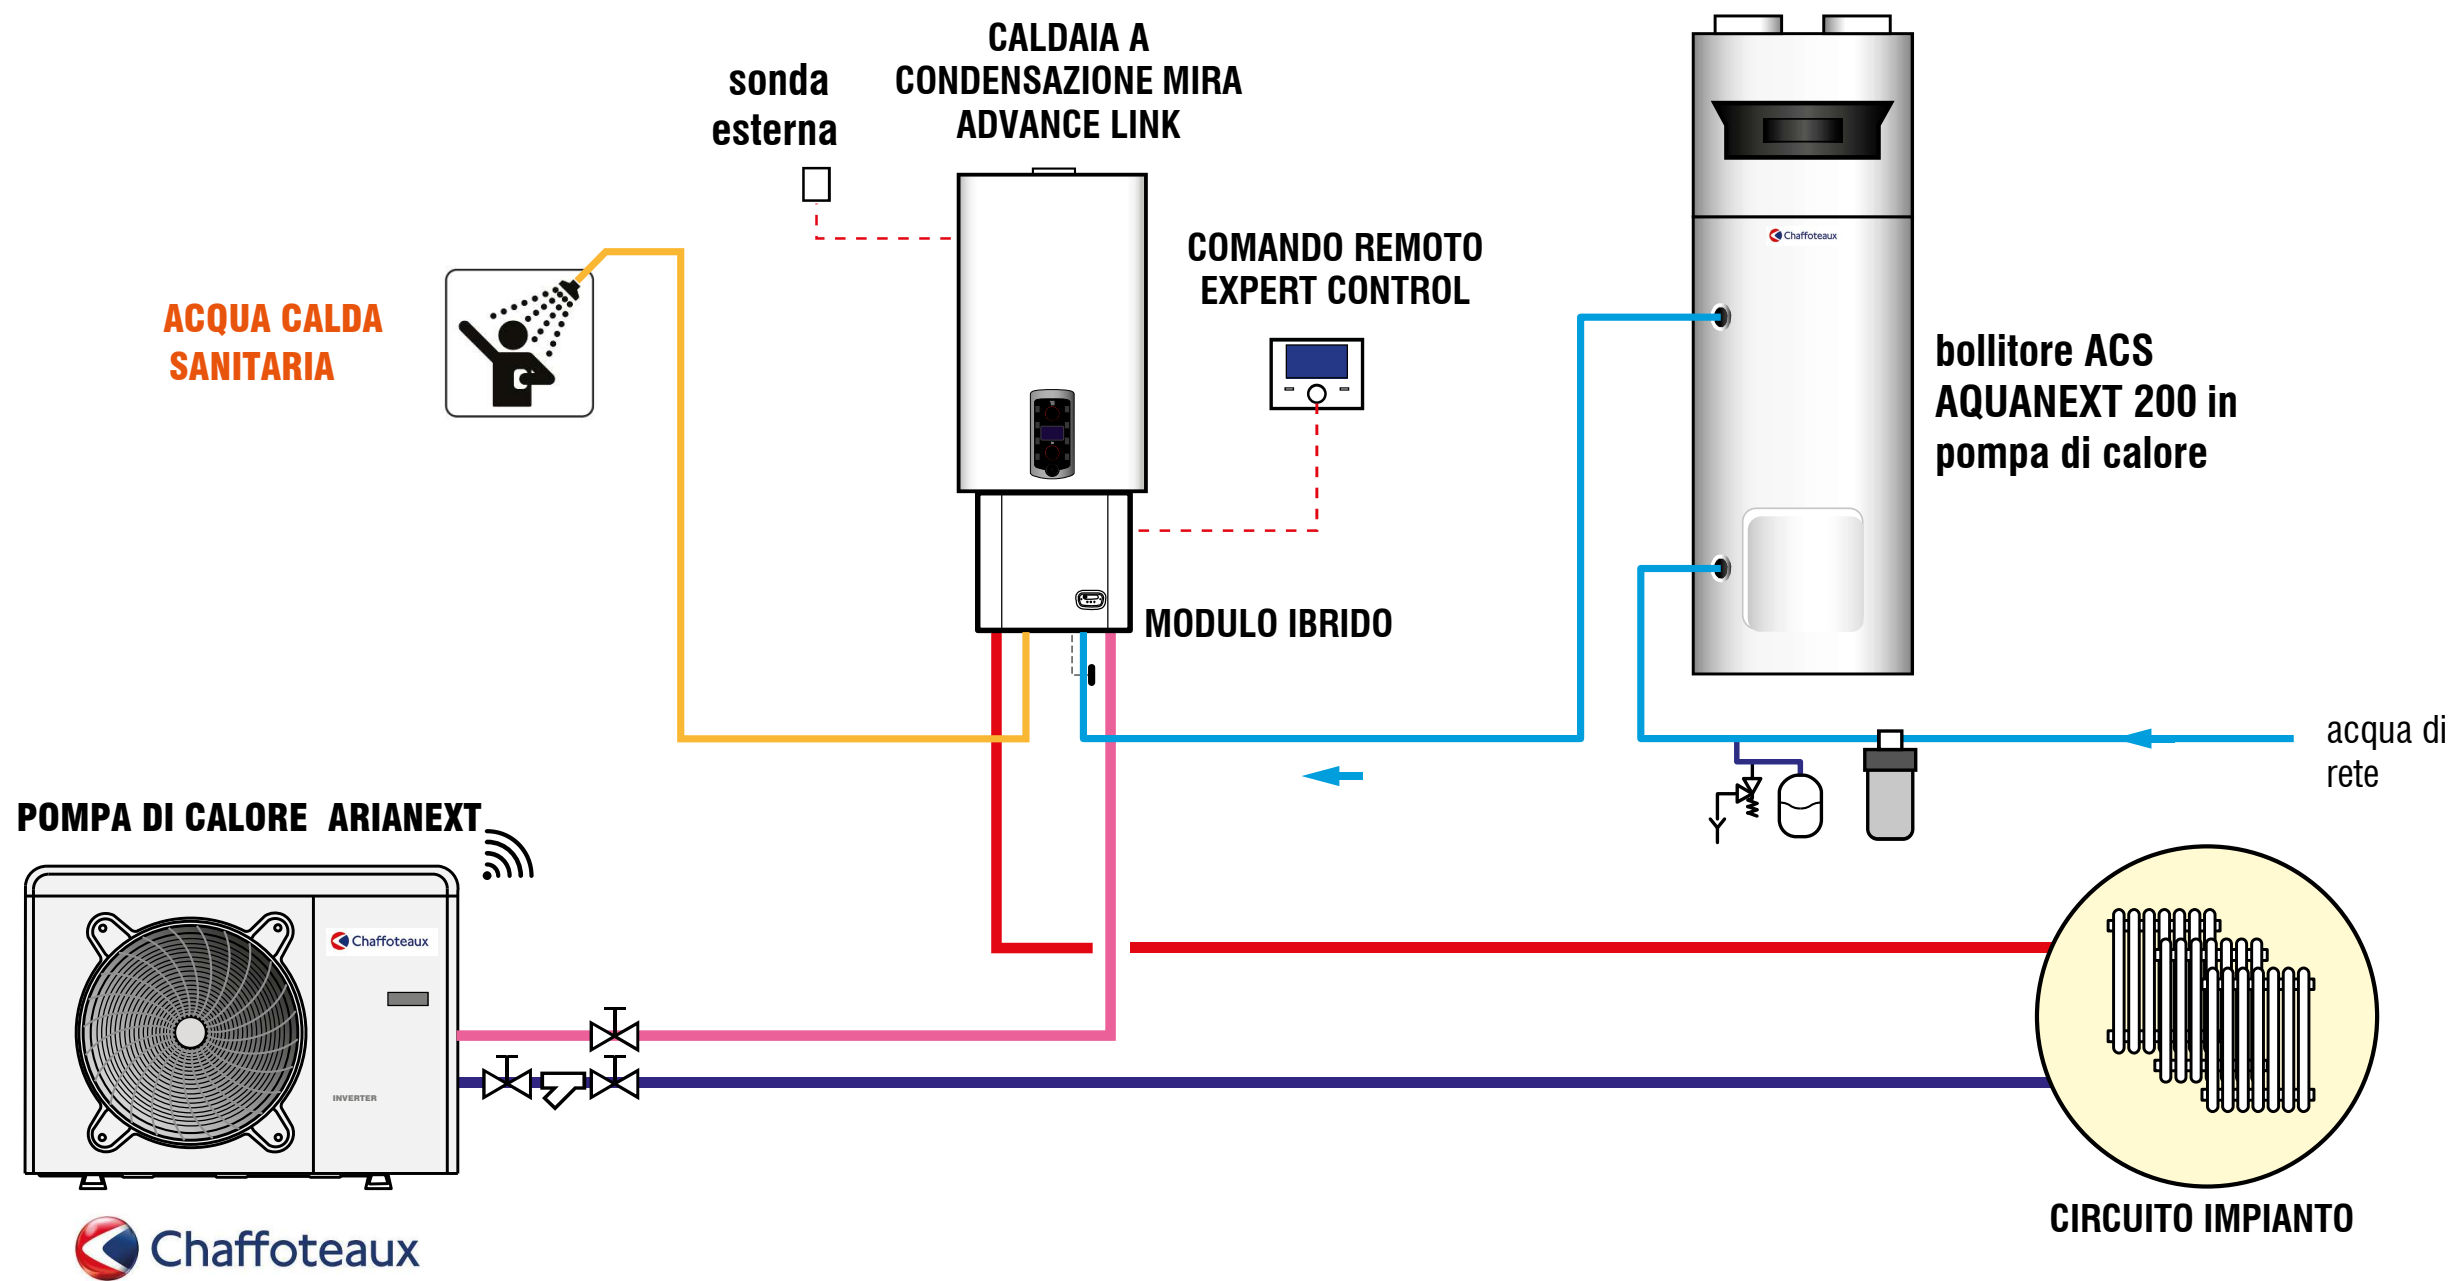 CALDAIA A
CONDENSAZIONE MIRA
ADVANCE LINK
sonda
esterna
COMANDO REMOTO
EXPERT CONTROL
Chaffoteaux
ACQUA CALDA
SANITARIA
bollitore ACS
AQUANEXT 200 in
pompa di calore
MODULO IBRIDO
acqua di
rete
POMPA DI CALORE ARIANEXT
Chaffoteaux
INVERTER
CIRCUITO IMPIANTO
Chaffoteaux